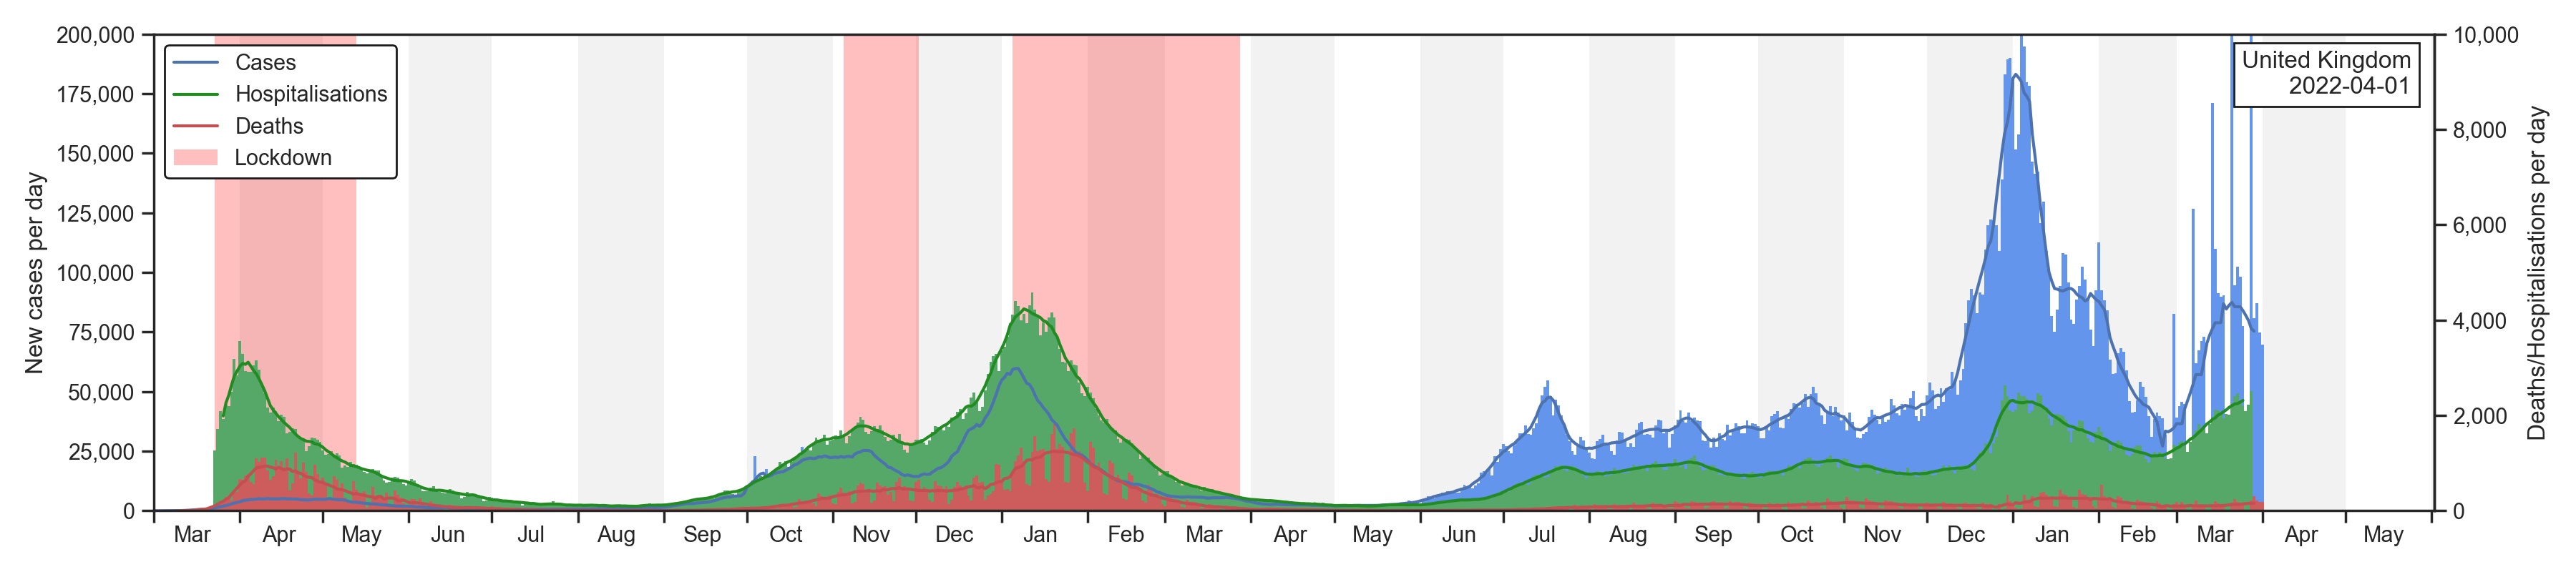 200,000
175,000
150,000
125,000
100,000
75,000
50,000
25,000
0
New cases per day
Cases
Hospitalisations
Deaths
Lockdown
United Kingdom
2022-04-01
10,000
8,000
6,000
4,000
2,000
0
Deaths/Hospitalisations per day
Mar Apr May Jun Jul Aug Sep Oct Nov Dec Jan Feb Mar Apr May Jun Jul Aug Sep Oct Nov Dec Jan Feb Mar Apr May